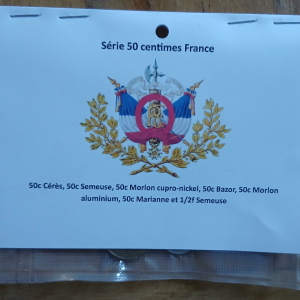 Série 50 centimes France
50c Cérès, 50c Semeuse, 50c Morlon cupro-nickel, 50c Bazor, 50c Morlon
aluminium, 50c Marianne et 1/2f Semeuse